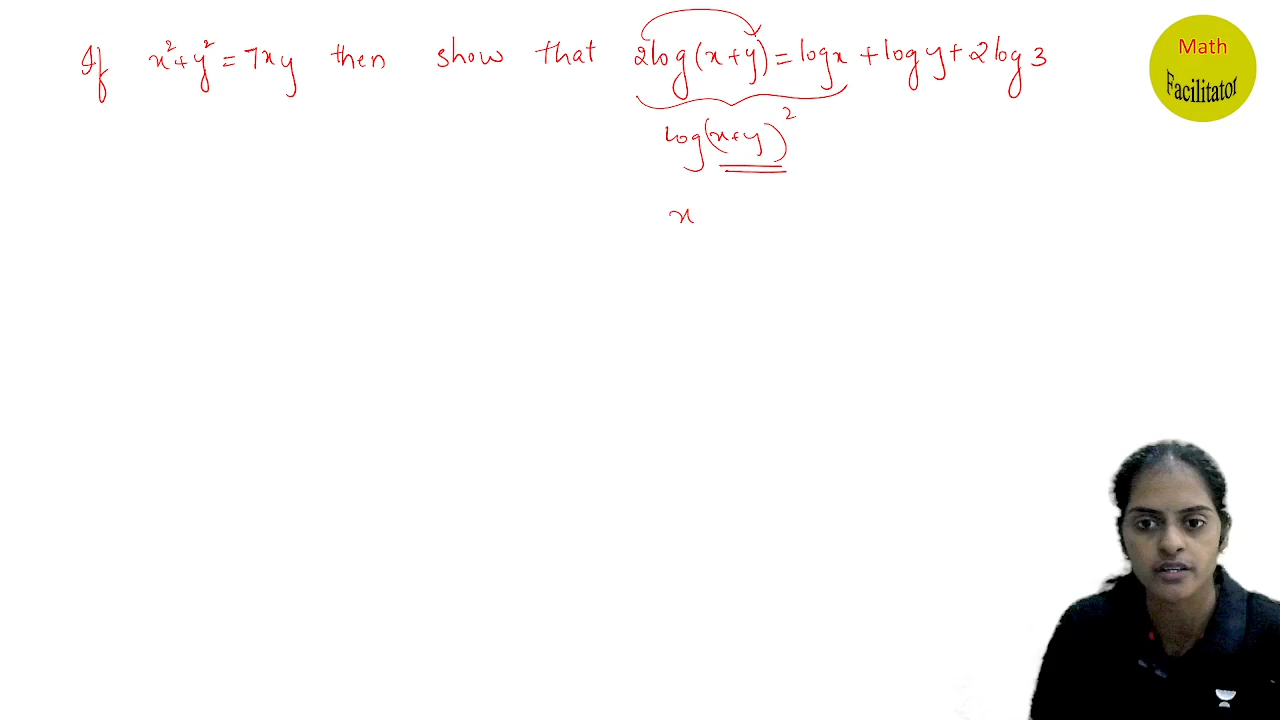 If x² + y² = 7xy then show that 2log(x+y) = logx + logy + 2log3
log(x+y)²
x
Math
Facilitator